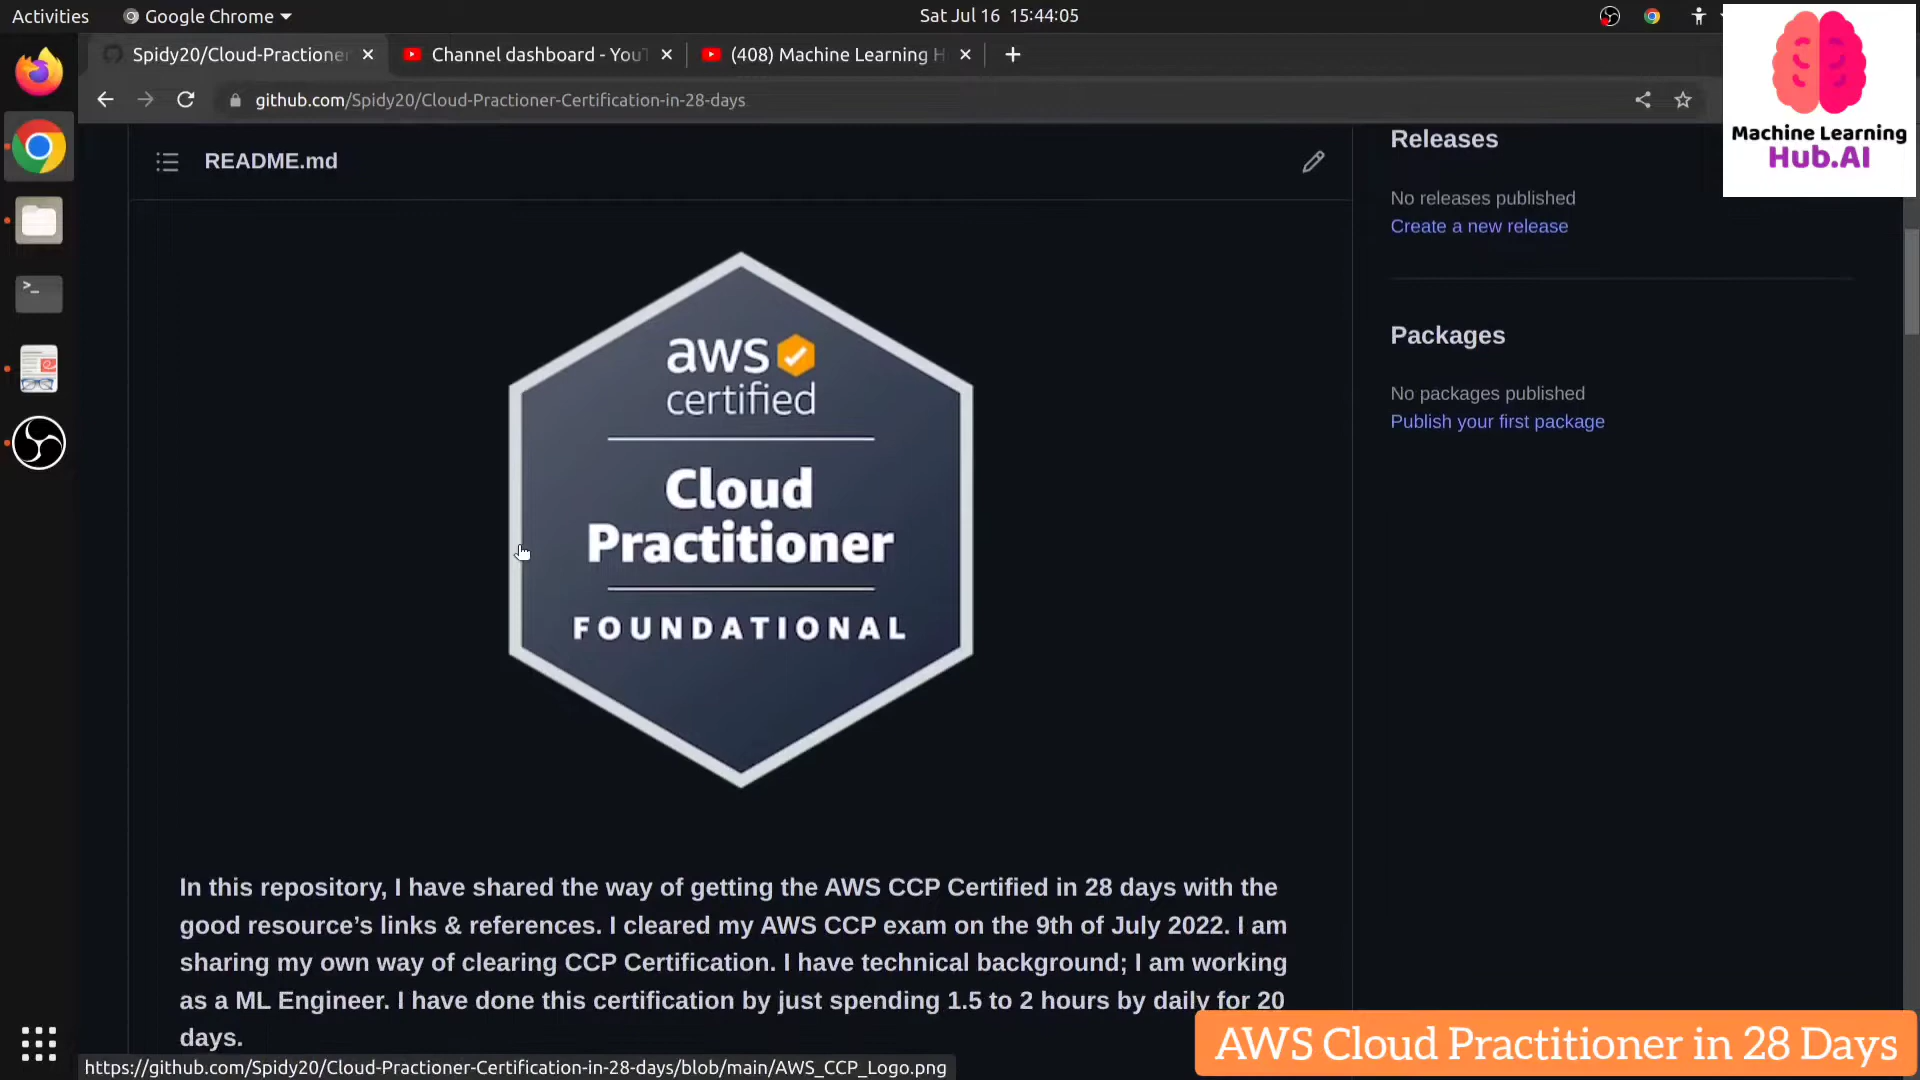 Activities
Google Chrome
Sat Jul 16 15:44:05
Spidy20/Cloud-Practioner
Channel dashboard - YouT
(408) Machine Learning H
github.com/Spidy20/Cloud-Practioner-Certification-in-28-days
Machine Learning
Hub.AI
README.md
Releases
No releases published
Create a new release
Packages
No packages published
Publish your first package
aws
certified
Cloud
Practitioner
FOUNDATIONAL
In this repository, I have shared the way of getting the AWS CCP Certified in 28 days with the
good resource’s links & references. I cleared my AWS CCP exam on the 9th of July 2022. I am
sharing my own way of clearing CCP Certification. I have technical background; I am working
as a ML Engineer. I have done this certification by just spending 1.5 to 2 hours by daily for 20
days.
AWS Cloud Practitioner in 28 Days
https://github.com/Spidy20/Cloud-Practioner-Certification-in-28-days/blob/main/AWS_CCP_Logo.png